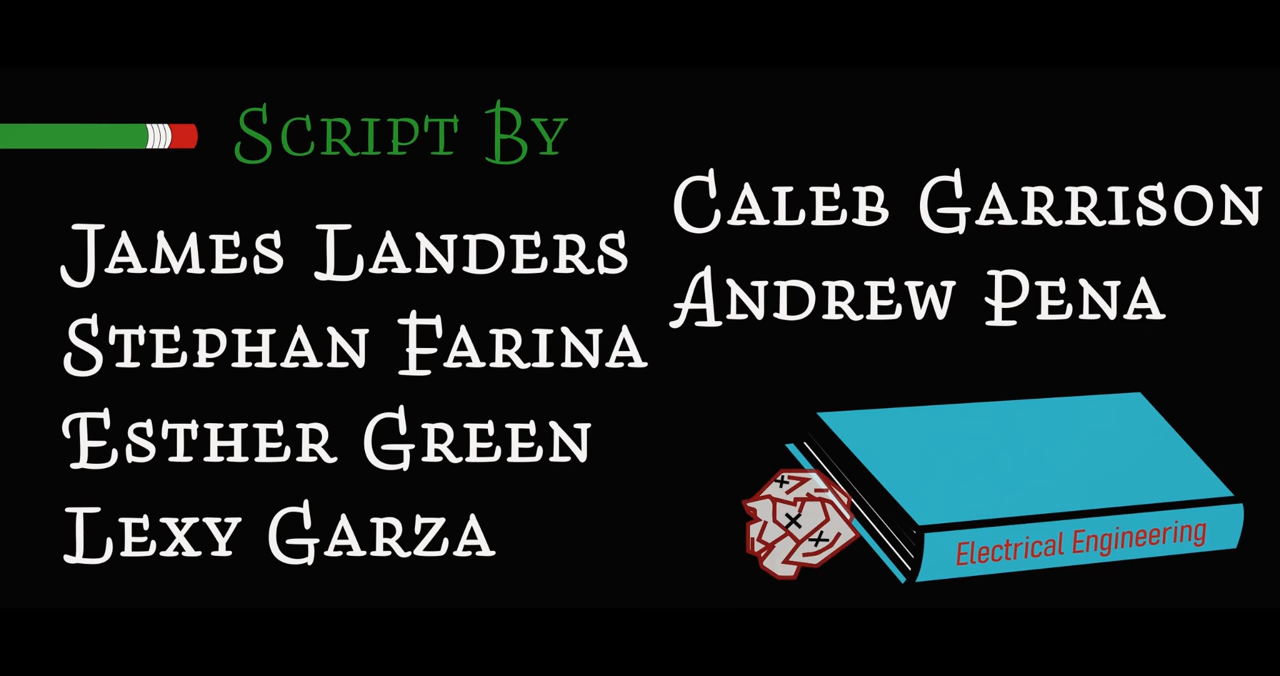 Script By
James Landers
Stephan Farina
Esther Green
Lexy Garza
Caleb Garrison
Andrew Pena
Electrical Engineering